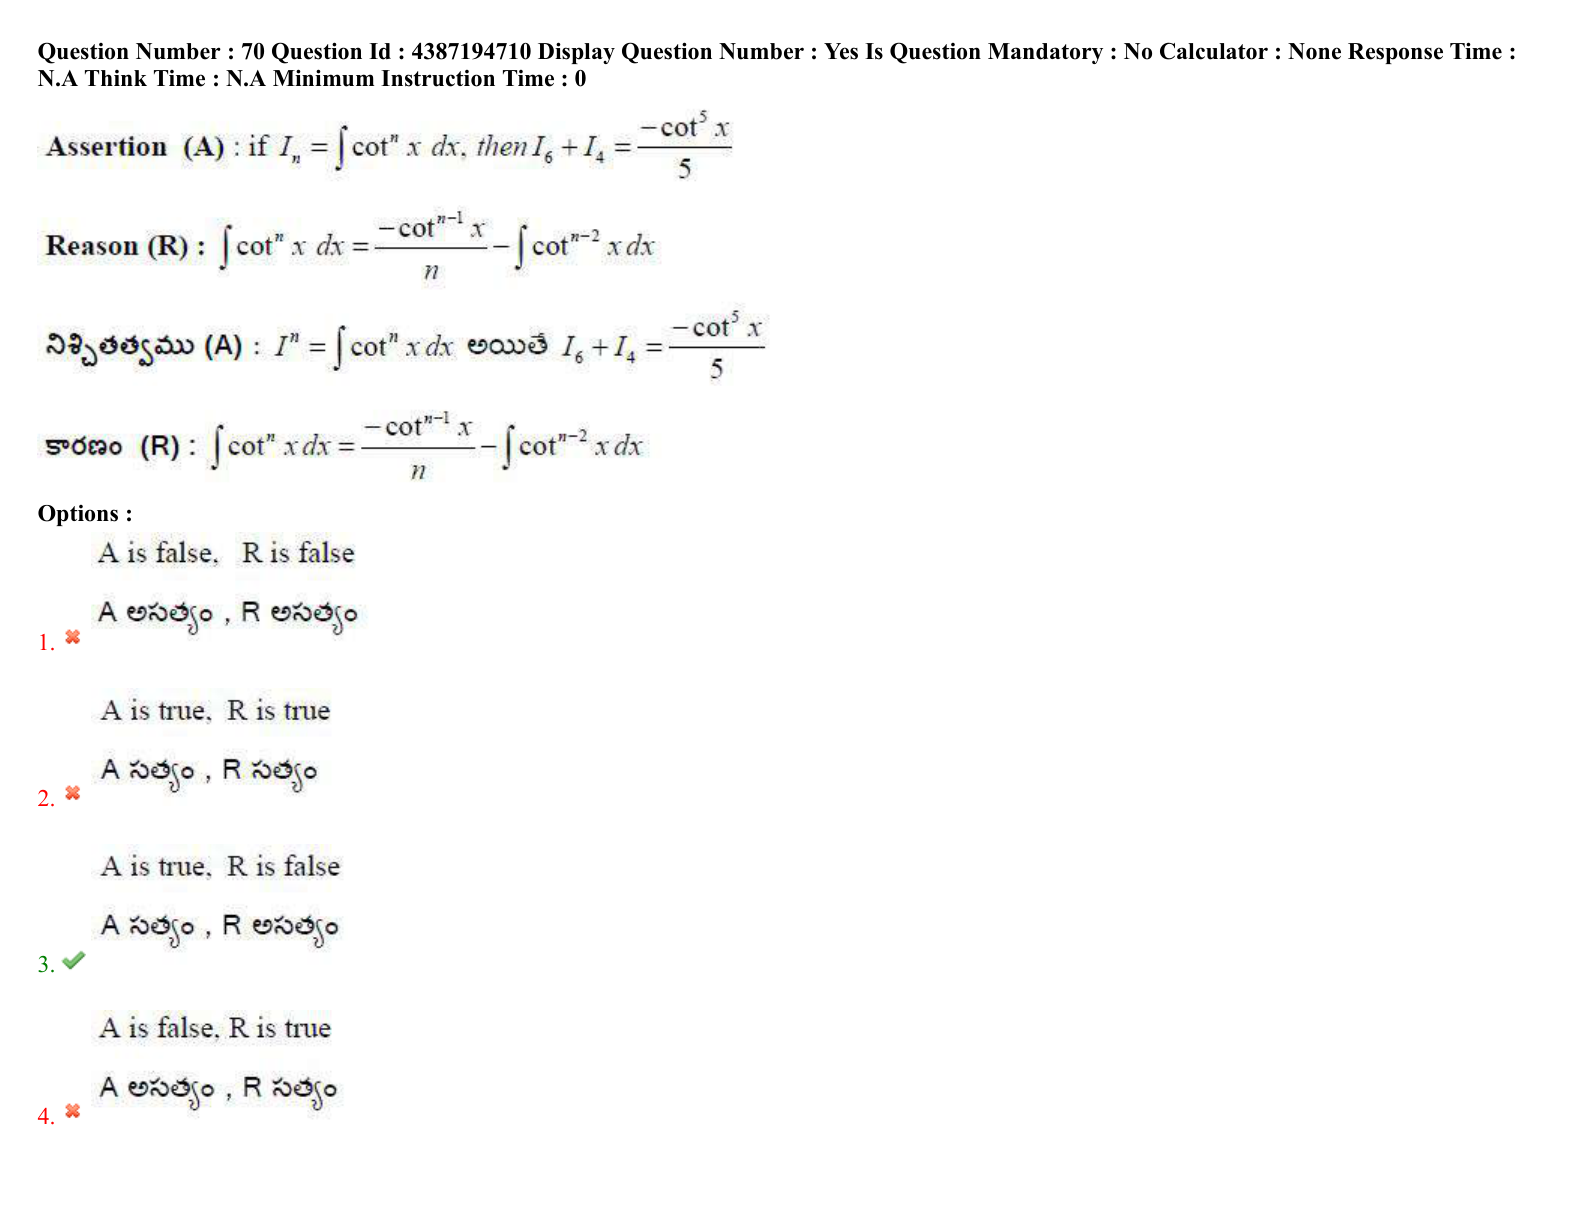 Question Number : 70 Question Id : 4387194710 Display Question Number : Yes Is Question Mandatory : No Calculator : None Response Time :
N.A Think Time : N.A Minimum Instruction Time : 0
Assertion (A) : if $I_n = \int \cot^n x \, dx$, then $I_6 + I_4 = \frac{-\cot^5 x}{5}$
Reason (R) : $\int \cot^n x \, dx = \frac{-\cot^{n-1} x}{n} - \int \cot^{n-2} x \, dx$
నిశ్చితత్వము (A) : $I^n = \int \cot^n x \, dx$ అయితే $I_6 + I_4 = \frac{-\cot^5 x}{5}$
కారణం (R) : $\int \cot^n x \, dx = \frac{-\cot^{n-1} x}{n} - \int \cot^{n-2} x \, dx$
Options :
A is false, R is false
A అసత్యం , R అసత్యం
1. ✖
A is true, R is true
A సత్యం , R సత్యం
2. ✖
A is true, R is false
A సత్యం , R అసత్యం
3. ✔
A is false, R is true
A అసత్యం , R సత్యం
4. ✖